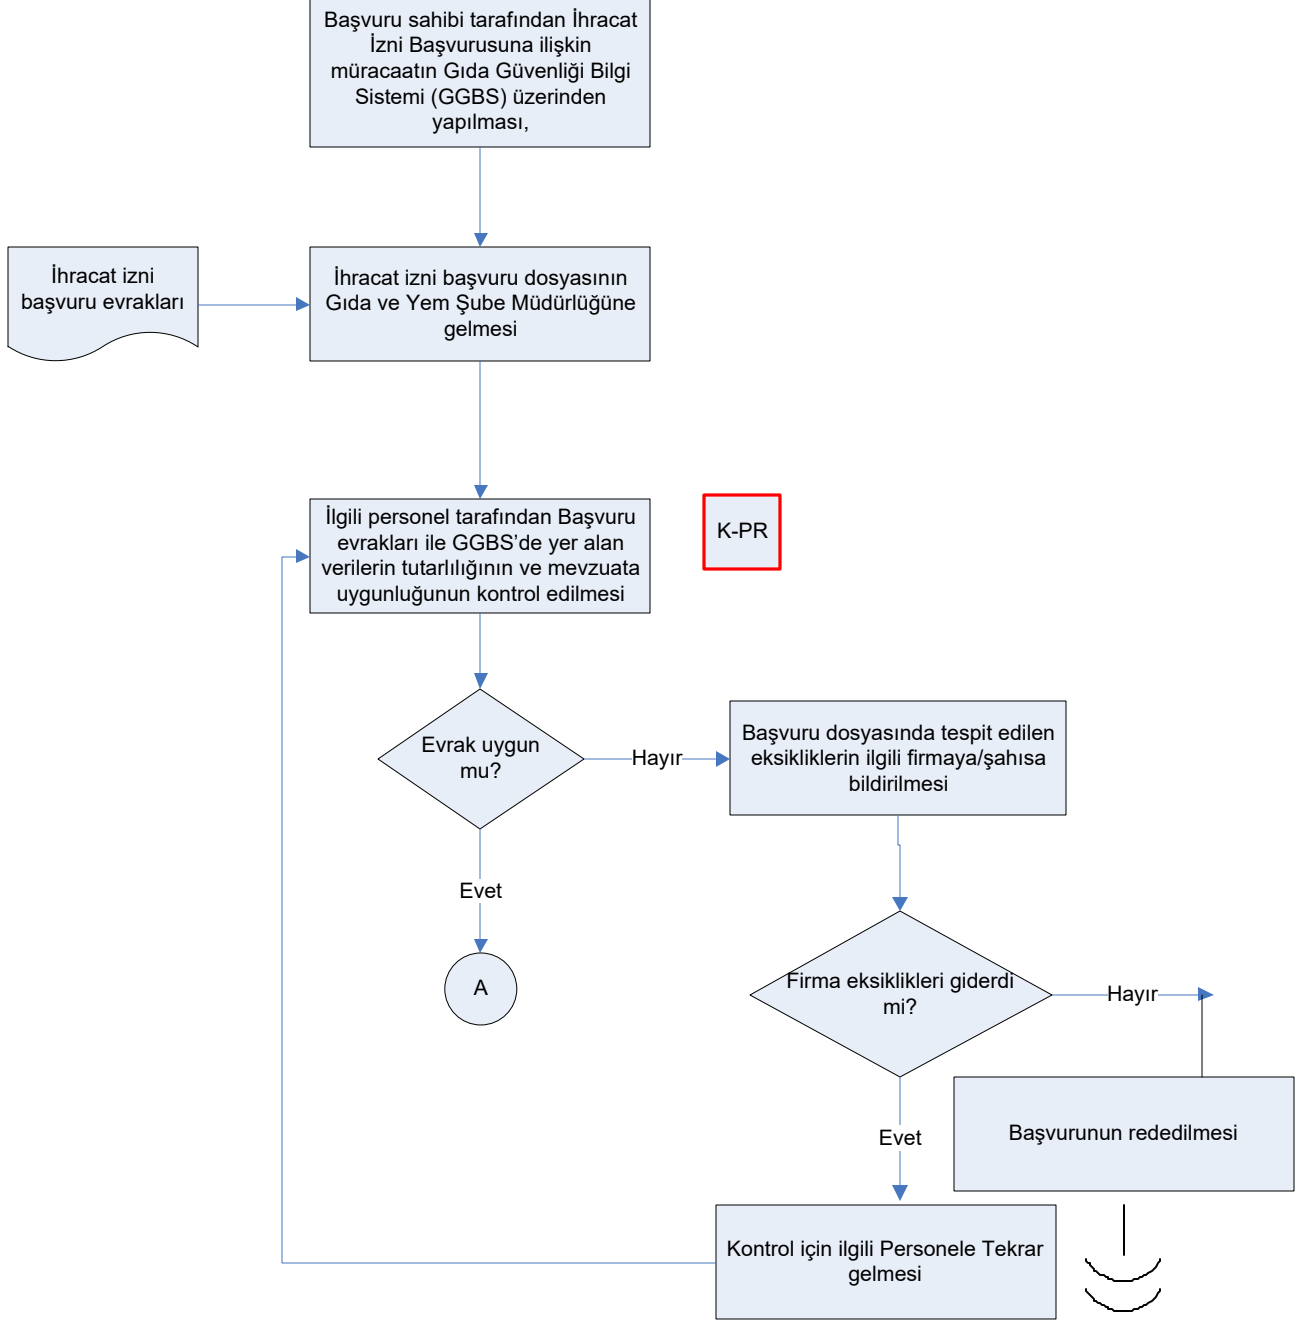 Başvuru sahibi tarafından İhracat
İzni Başvurusuna ilişkin
müracaatın Gıda Güvenliği Bilgi
Sistemi (GGBS) üzerinden
yapılması,
İhracat izni
başvuru evrakları
İhracat izni başvuru dosyasının
Gıda ve Yem Şube Müdürlüğüne
gelmesi
İlgili personel tarafından Başvuru
evrakları ile GGBS’de yer alan
verilerin tutarlılığının ve mevzuata
uygunluğunun kontrol edilmesi
K-PR
Evrak uygun
mu?
Hayır
Başvuru dosyasında tespit edilen
eksikliklerin ilgili firmaya/şahısa
bildirilmesi
Evet
A
Firma eksiklikleri giderdi
mi?
Hayır
Başvurunun rededilmesi
Evet
Kontrol için ilgili Personele Tekrar
gelmesi